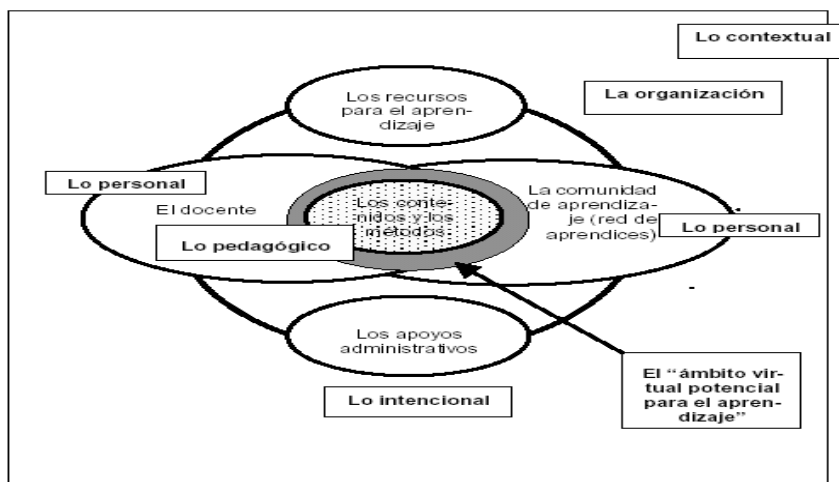 Lo contextual
La organización
Los recursos
para el apren-
dizaje
Lo personal
El docente
Lo pedagógico
Los conte-
nidos y los
métodos
La comunidad
de aprendiza-
je (red de
aprendices)
Lo personal
Los apoyos
administrativos
Lo intencional
El “ámbito vir-
tual potencial
para el apren-
dizaje”